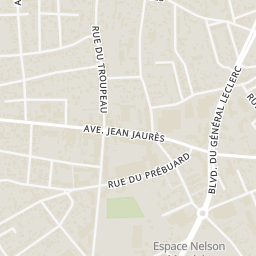 RUE DU TROUPEAU
BLVD. DU GÉNÉRAL LECLERC
AVE. JEAN JAURÈS
RUE DU PRÉBUARD
Espace Nelson